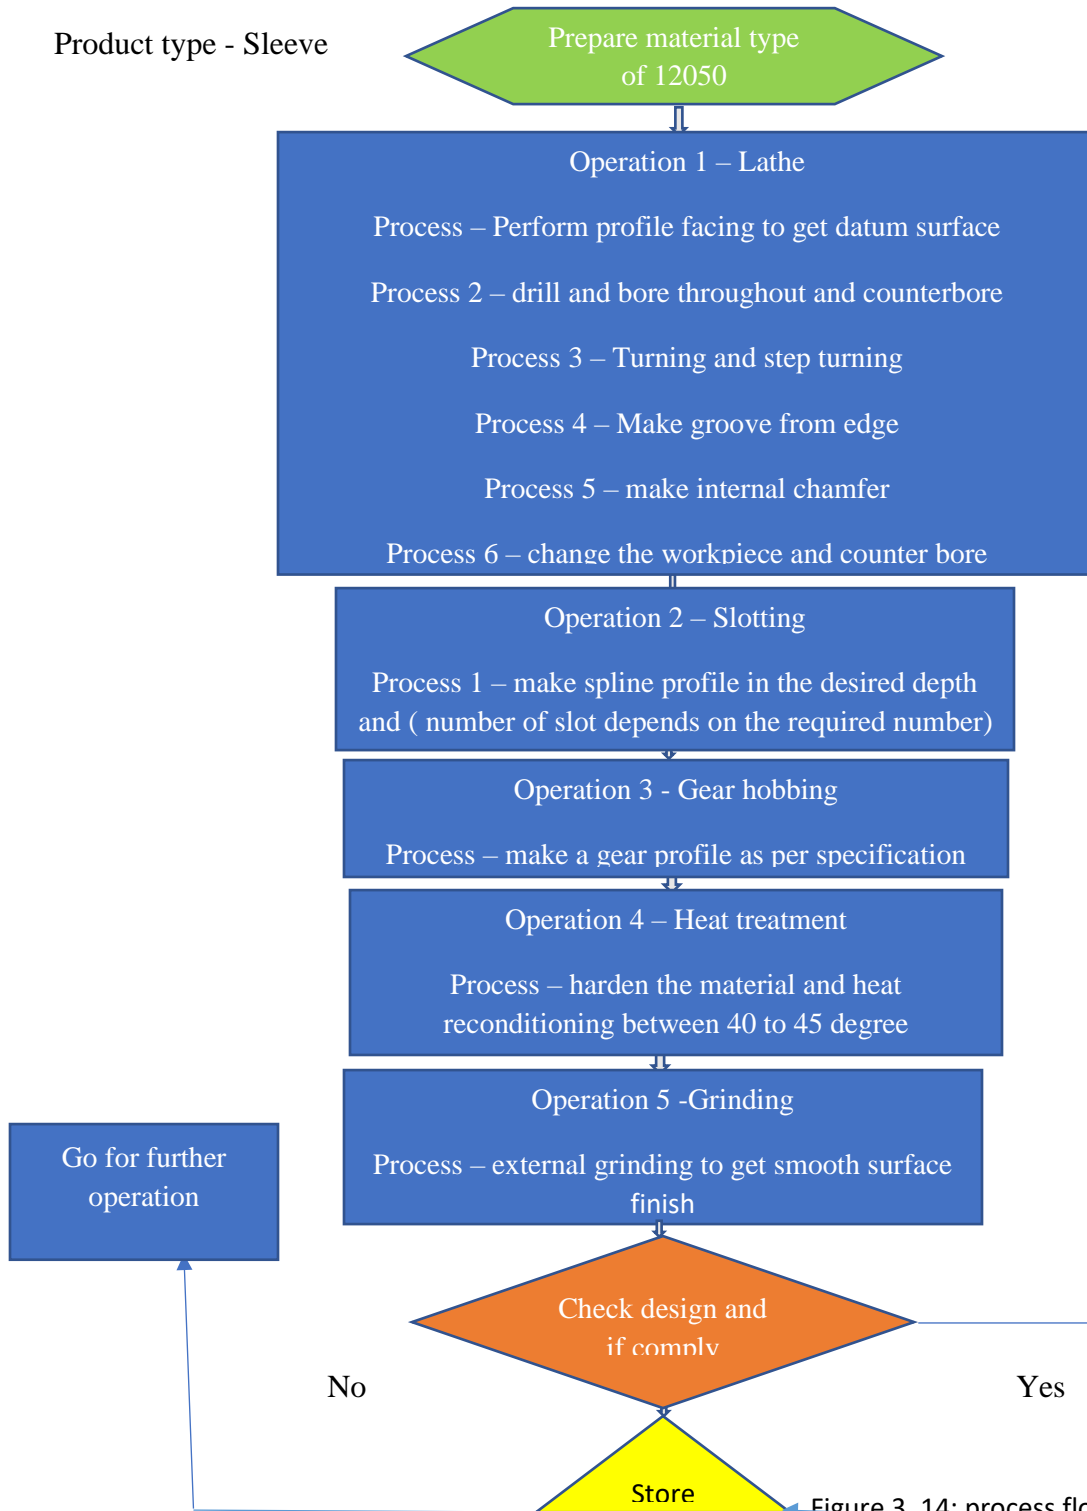 Product type - Sleeve
Prepare material type
of 12050
Operation 1 – Lathe
Process – Perform profile facing to get datum surface
Process 2 – drill and bore throughout and counterbore
Process 3 – Turning and step turning
Process 4 – Make groove from edge
Process 5 – make internal chamfer
Process 6 – change the workpiece and counter bore
Operation 2 – Slotting
Process 1 – make spline profile in the desired depth
and ( number of slot depends on the required number)
Operation 3 - Gear hobbing
Process – make a gear profile as per specification
Operation 4 – Heat treatment
Process – harden the material and heat
reconditioning between 40 to 45 degree
Operation 5 -Grinding
Process – external grinding to get smooth surface
finish
Go for further
operation
Check design and
if comply
No
Yes
Store
Figure 3. 14: process flo